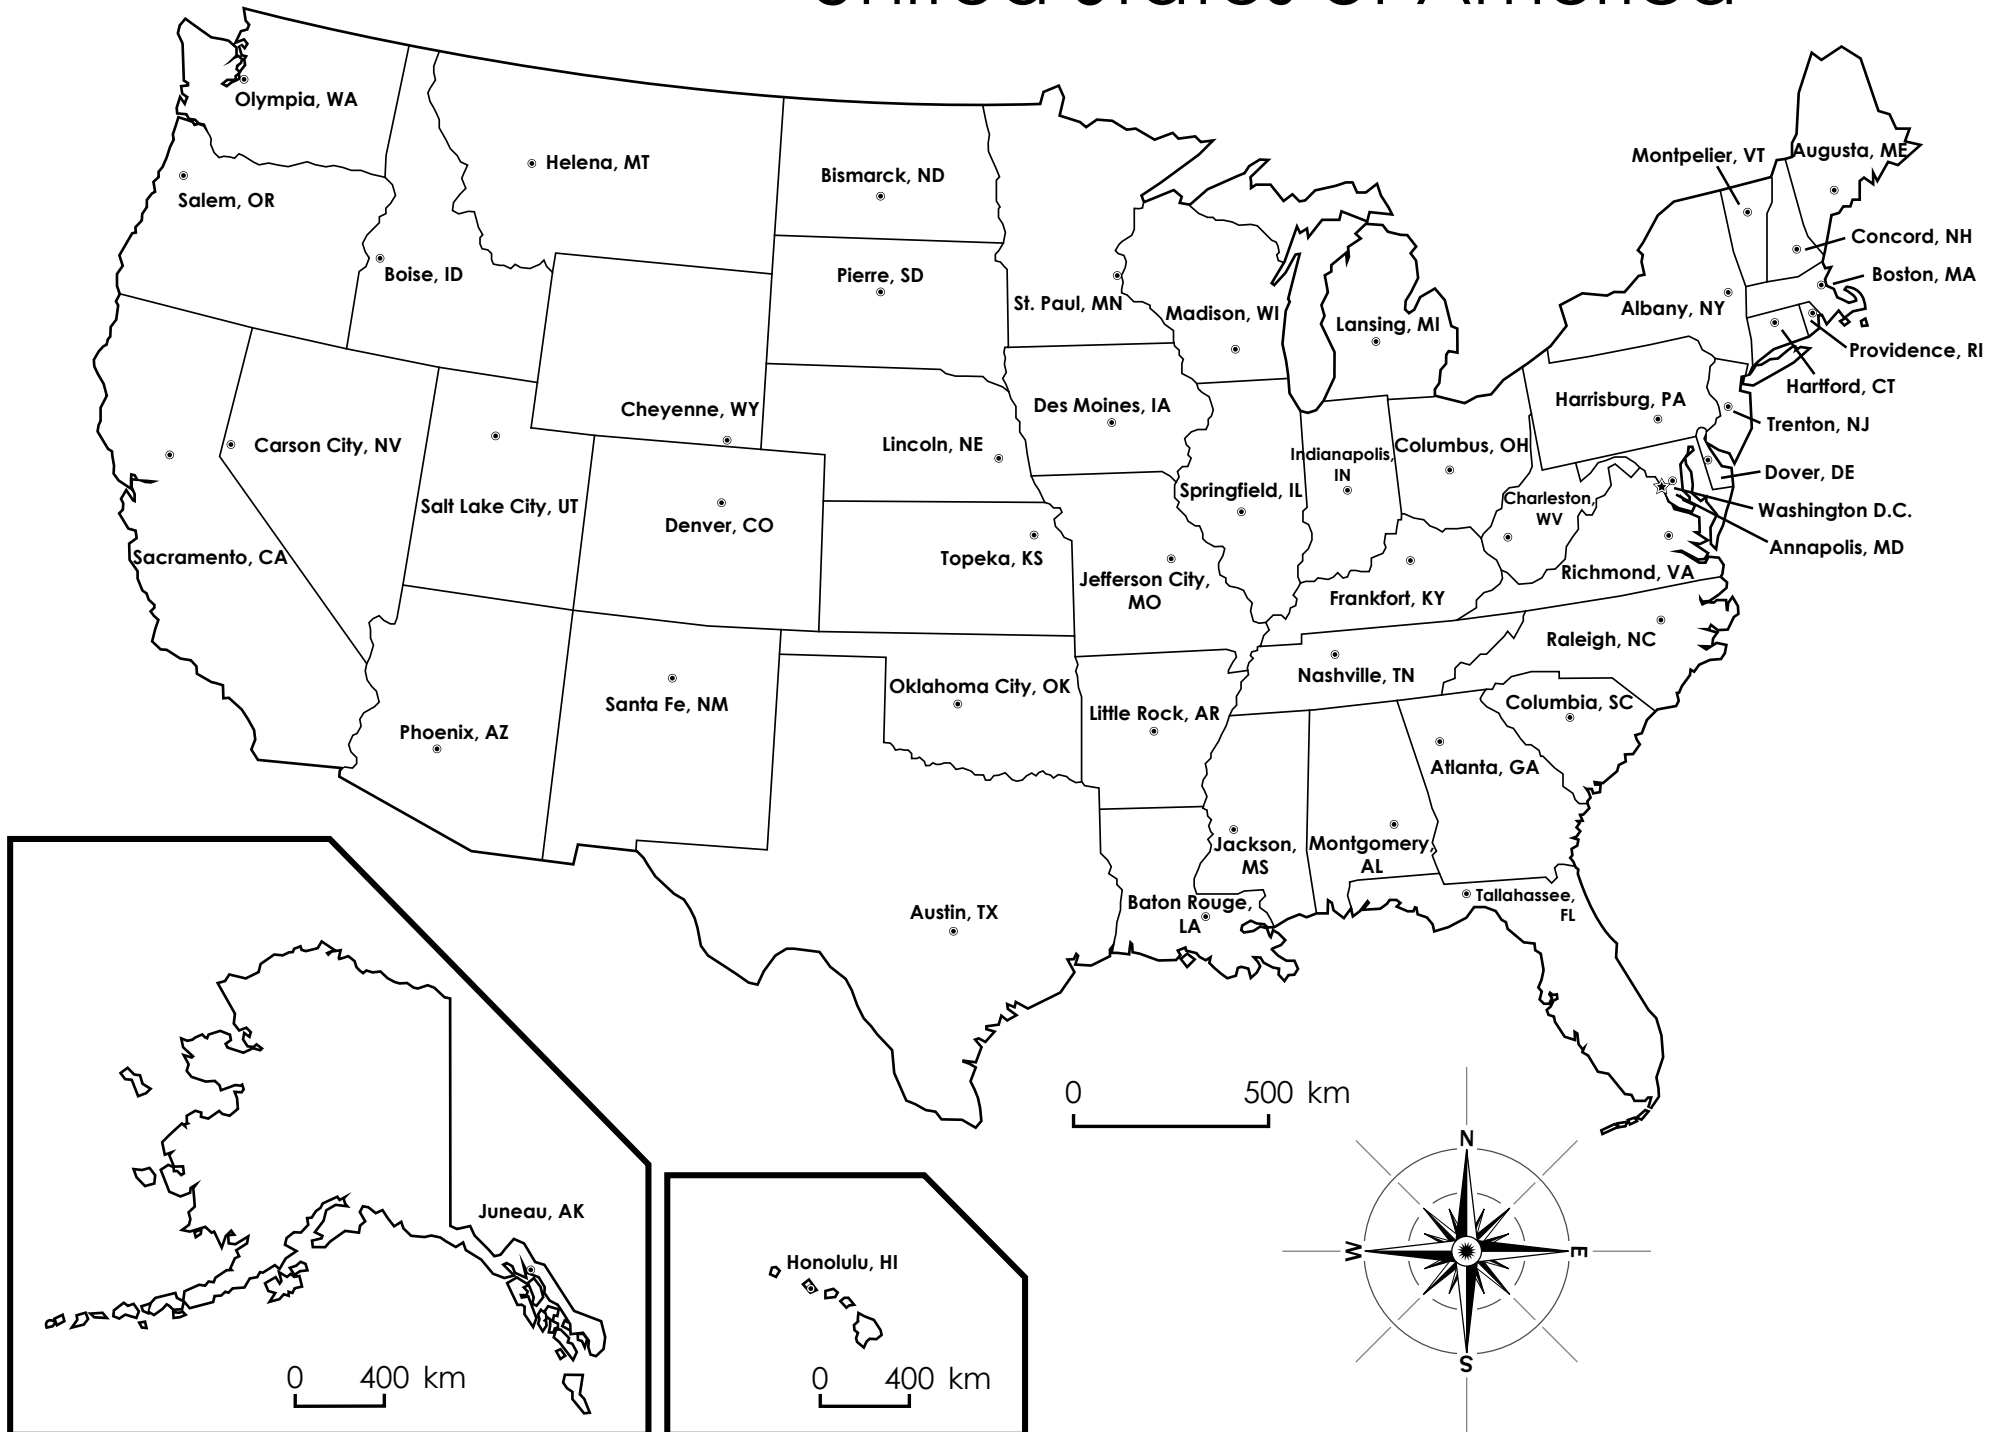 United States of America
Olympia, WA
Salem, OR
Helena, MT
Boise, ID
Bismarck, ND
Pierre, SD
St. Paul, MN
Madison, WI
Lansing, MI
Montpelier, VT
Augusta, ME
Concord, NH
Boston, MA
Albany, NY
Providence, RI
Hartford, CT
Harrisburg, PA
Trenton, NJ
Dover, DE
Washington D.C.
Annapolis, MD
Cheyenne, WY
Carson City, NV
Salt Lake City, UT
Denver, CO
Sacramento, CA
Lincoln, NE
Des Moines, IA
Topeka, KS
Springfield, IL
Indianapolis,
IN
Columbus, OH
Charleston,
WV
Richmond, VA
Jefferson City,
MO
Frankfort, KY
Raleigh, NC
Nashville, TN
Columbia, SC
Phoenix, AZ
Santa Fe, NM
Oklahoma City, OK
Little Rock, AR
Atlanta, GA
Jackson,
MS
Montgomery,
AL
Austin, TX
Baton Rouge,
LA
Tallahassee,
FL
0 500 km
N
W
E
S
Juneau, AK
0 400 km
Honolulu, HI
0 400 km